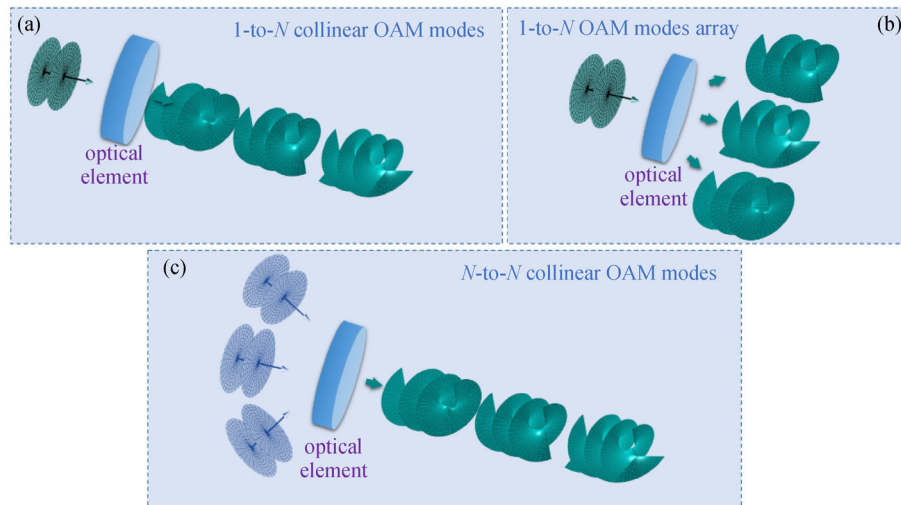 (a)
1-to-N collinear OAM modes
optical
element
1-to-N OAM modes array
(b)
optical
element
(c)
N-to-N collinear OAM modes
optical
element